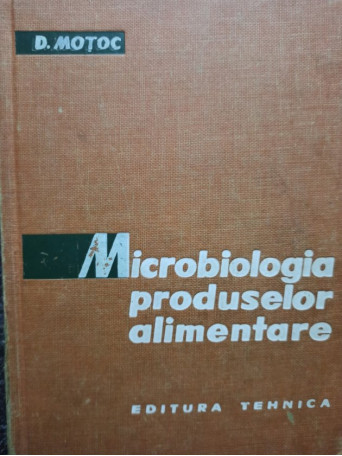 D. MOȚOC
Microbiologia
produselor
alimentare
EDITURA TEHNICA